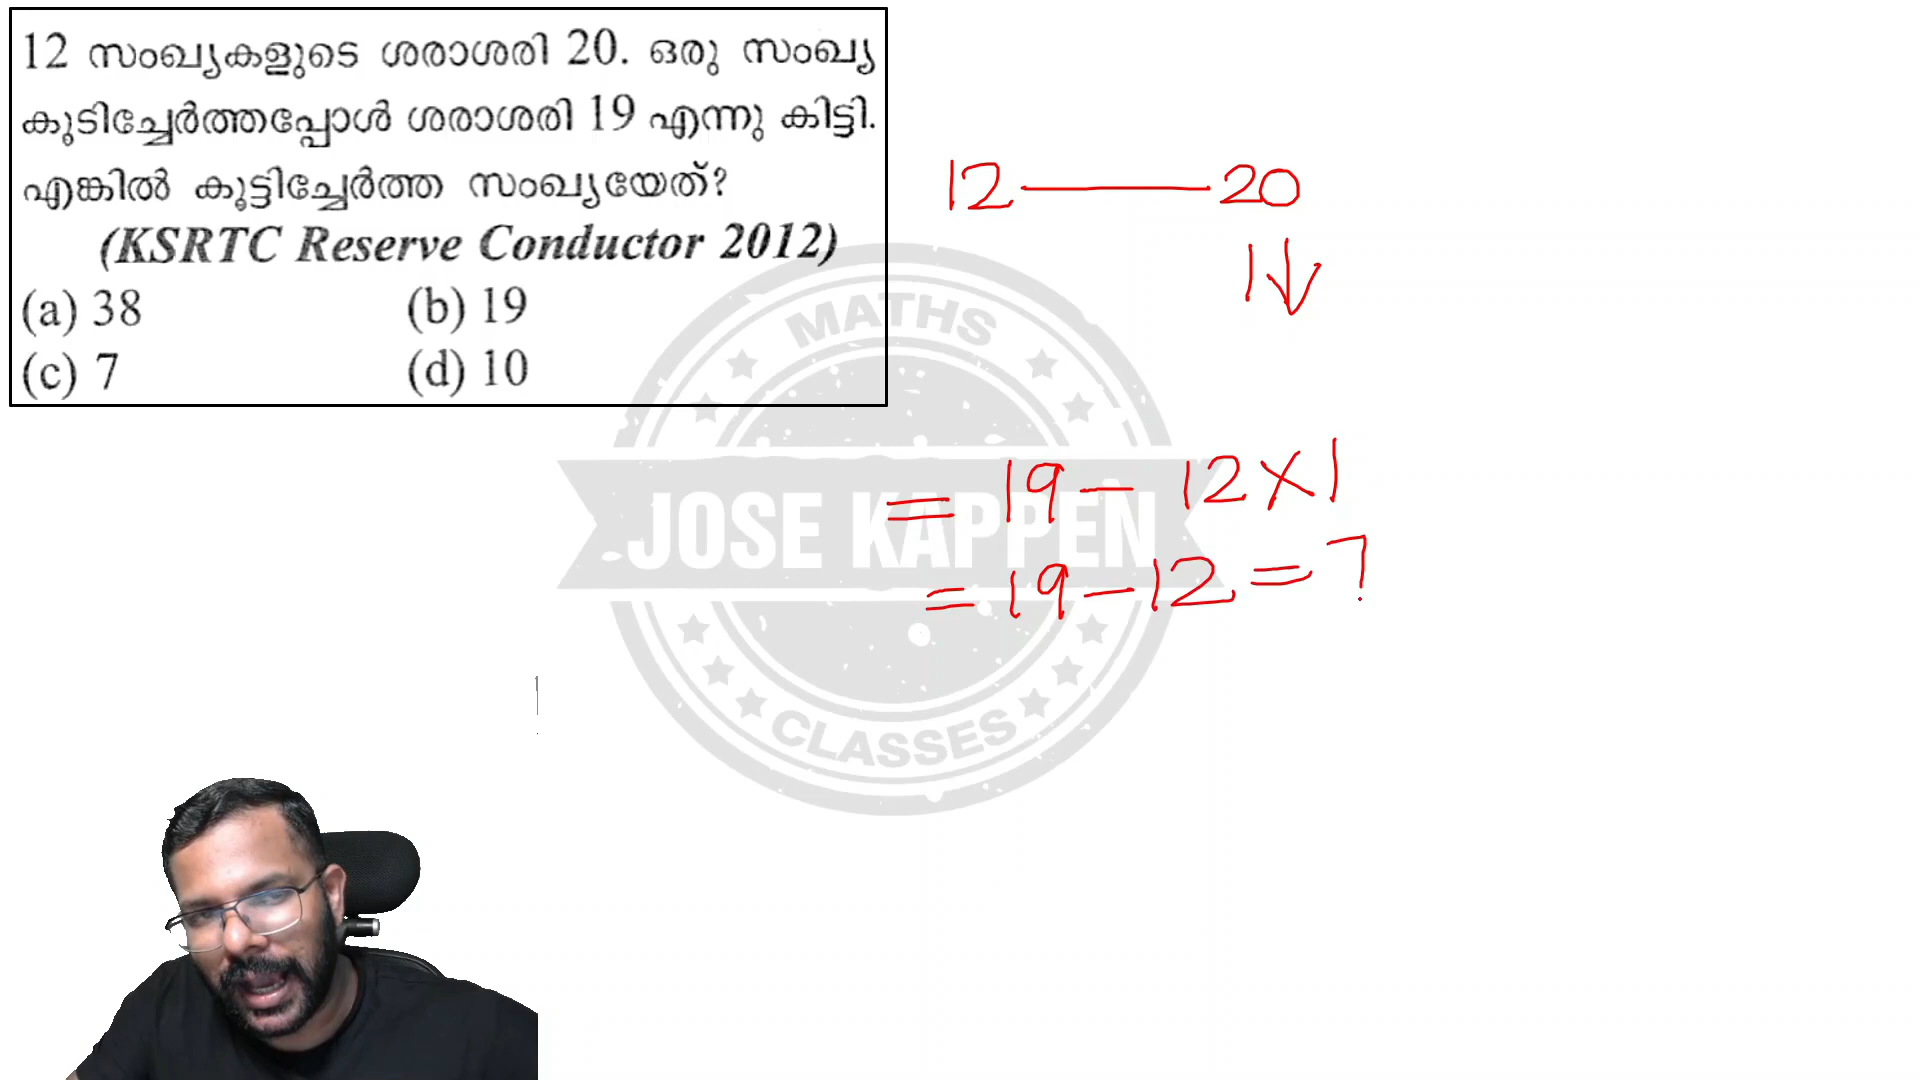 12 സംഖ്യകളുടെ ശരാശരി 20. ഒരു സംഖ്യ
കുടിച്ചേർത്തപ്പോൾ ശരാശരി 19 എന്നു കിട്ടി.
എങ്കിൽ കൂട്ടിച്ചേർത്ത സംഖ്യയേത്?
(KSRTC Reserve Conductor 2012)
(a) 38 (b) 19
(c) 7 (d) 10
12 — 20
1↓
= 19 - 12 × 1
= 19 - 12 = 7
MATHS
JOSE KAPPEN
CLASSES